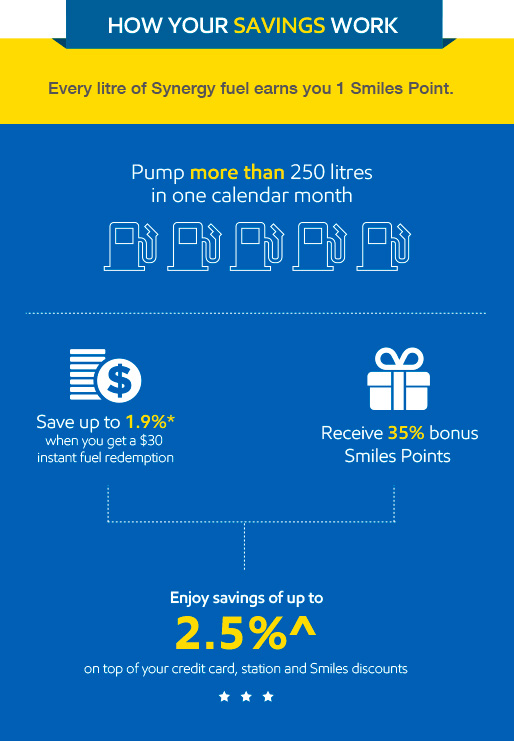 HOW YOUR SAVINGS WORK
Every litre of Synergy fuel earns you 1 Smiles Point.
Pump more than 250 litres
in one calendar month
$
Save up to 1.9%*
when you get a $30
instant fuel redemption
Receive 35% bonus
Smiles Points
Enjoy savings of up to
2.5%^
on top of your credit card, station and Smiles discounts